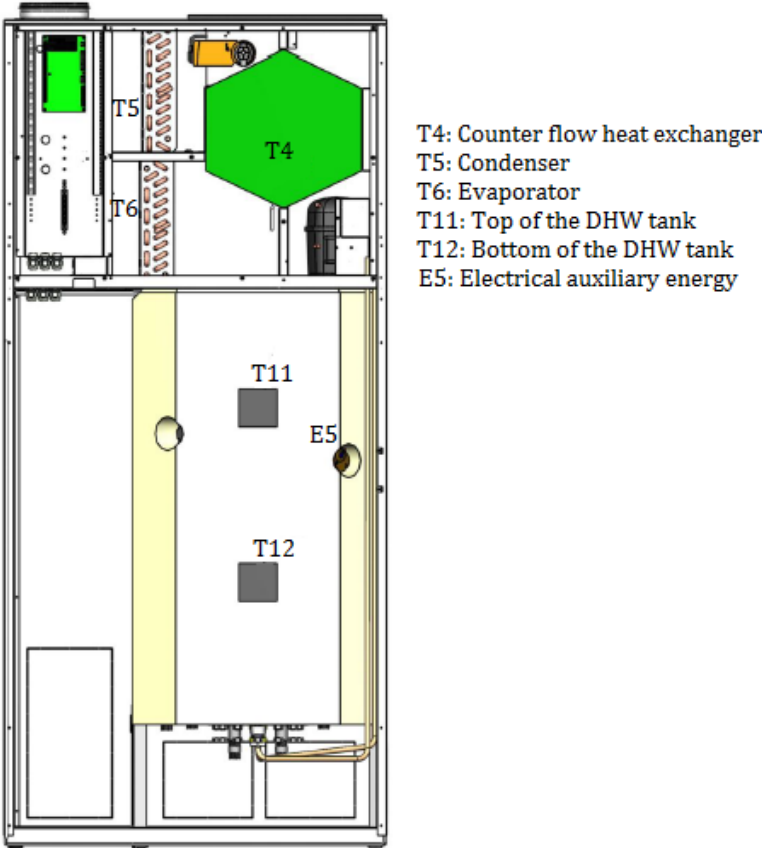 T5
T4
T6
T11
E5
T12
T4: Counter flow heat exchanger
T5: Condenser
T6: Evaporator
T11: Top of the DHW tank
T12: Bottom of the DHW tank
E5: Electrical auxiliary energy